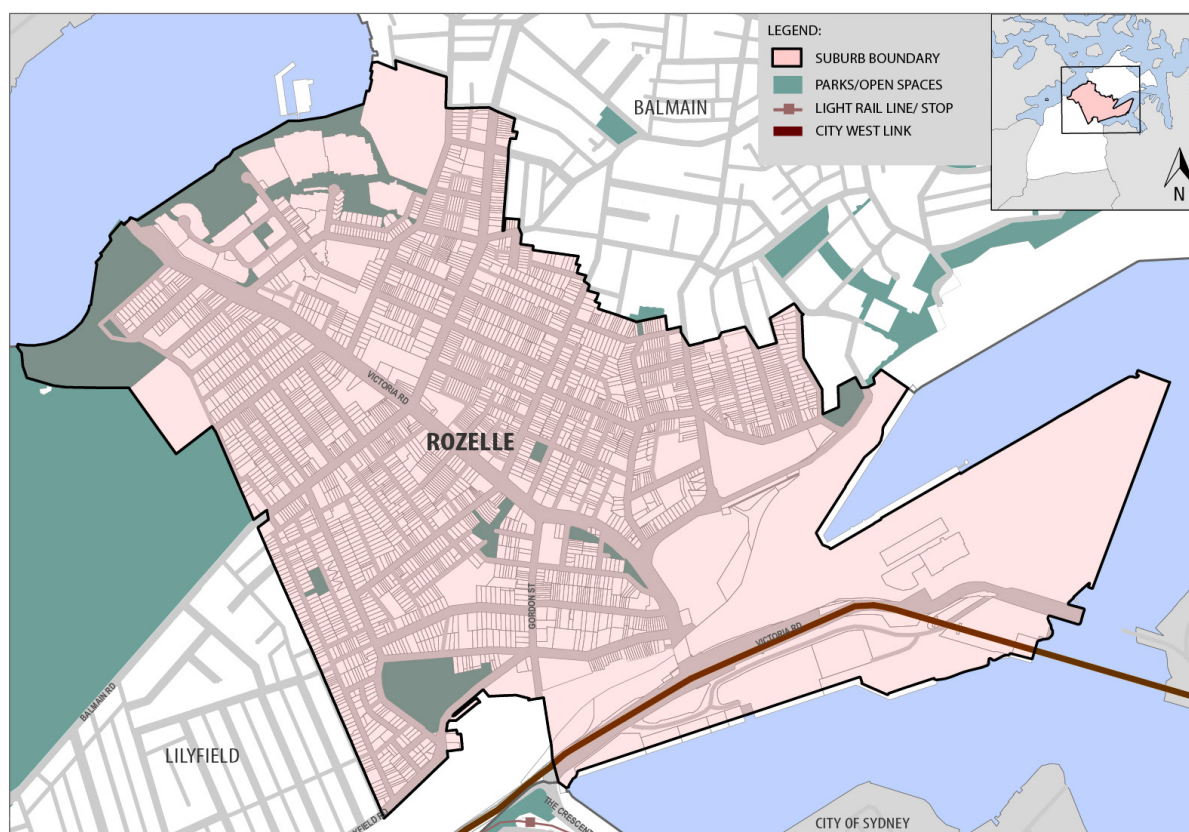 LEGEND:
SUBURB BOUNDARY
PARKS/OPEN SPACES
LIGHT RAIL LINE/ STOP
CITY WEST LINK
N
BALMAIN
VICTORIA RD
ROZELLE
GORDON ST
VICTORIA RD
BALMAIN RD
LILYFIELD
THE CRESCENT
CITY OF SYDNEY